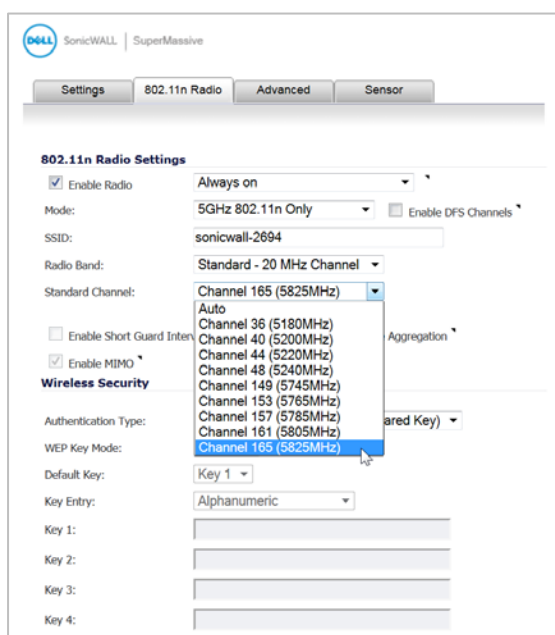 DELL SonicWALL | SuperMassive
Settings 802.11n Radio Advanced Sensor
802.11n Radio Settings
Enable Radio Always on
Mode: 5GHz 802.11n Only Enable DFS Channels
SSID: sonicwall-2694
Radio Band: Standard - 20 MHz Channel
Standard Channel: Channel 165 (5825MHz)
Auto
Channel 36 (5180MHz)
Enable Short Guard Inter Channel 40 (5200MHz) Aggregation
Channel 44 (5220MHz)
Enable MIMO Channel 48 (5240MHz)
Wireless Security Channel 149 (5745MHz)
Channel 153 (5765MHz)
Channel 157 (5785MHz)
Authentication Type: Channel 161 (5805MHz) ared Key)
WEP Key Mode: Channel 165 (5825MHz)
Default Key: Key 1
Key Entry: Alphanumeric
Key 1:
Key 2:
Key 3:
Key 4: